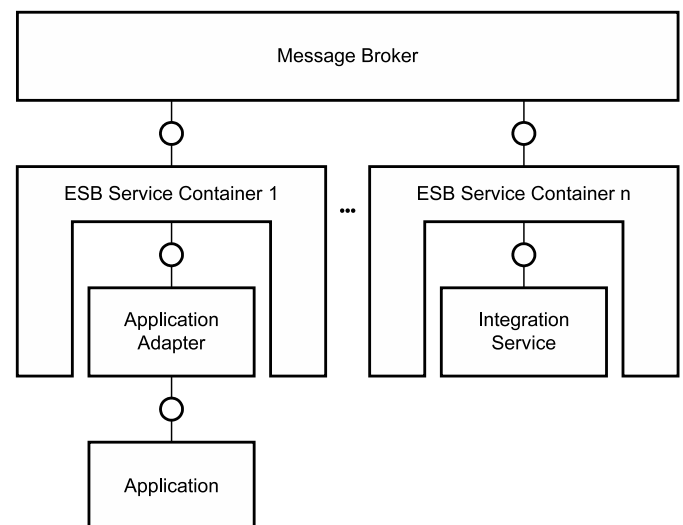 Message Broker
ESB Service Container 1
...
ESB Service Container n
Application
Adapter
Integration
Service
Application